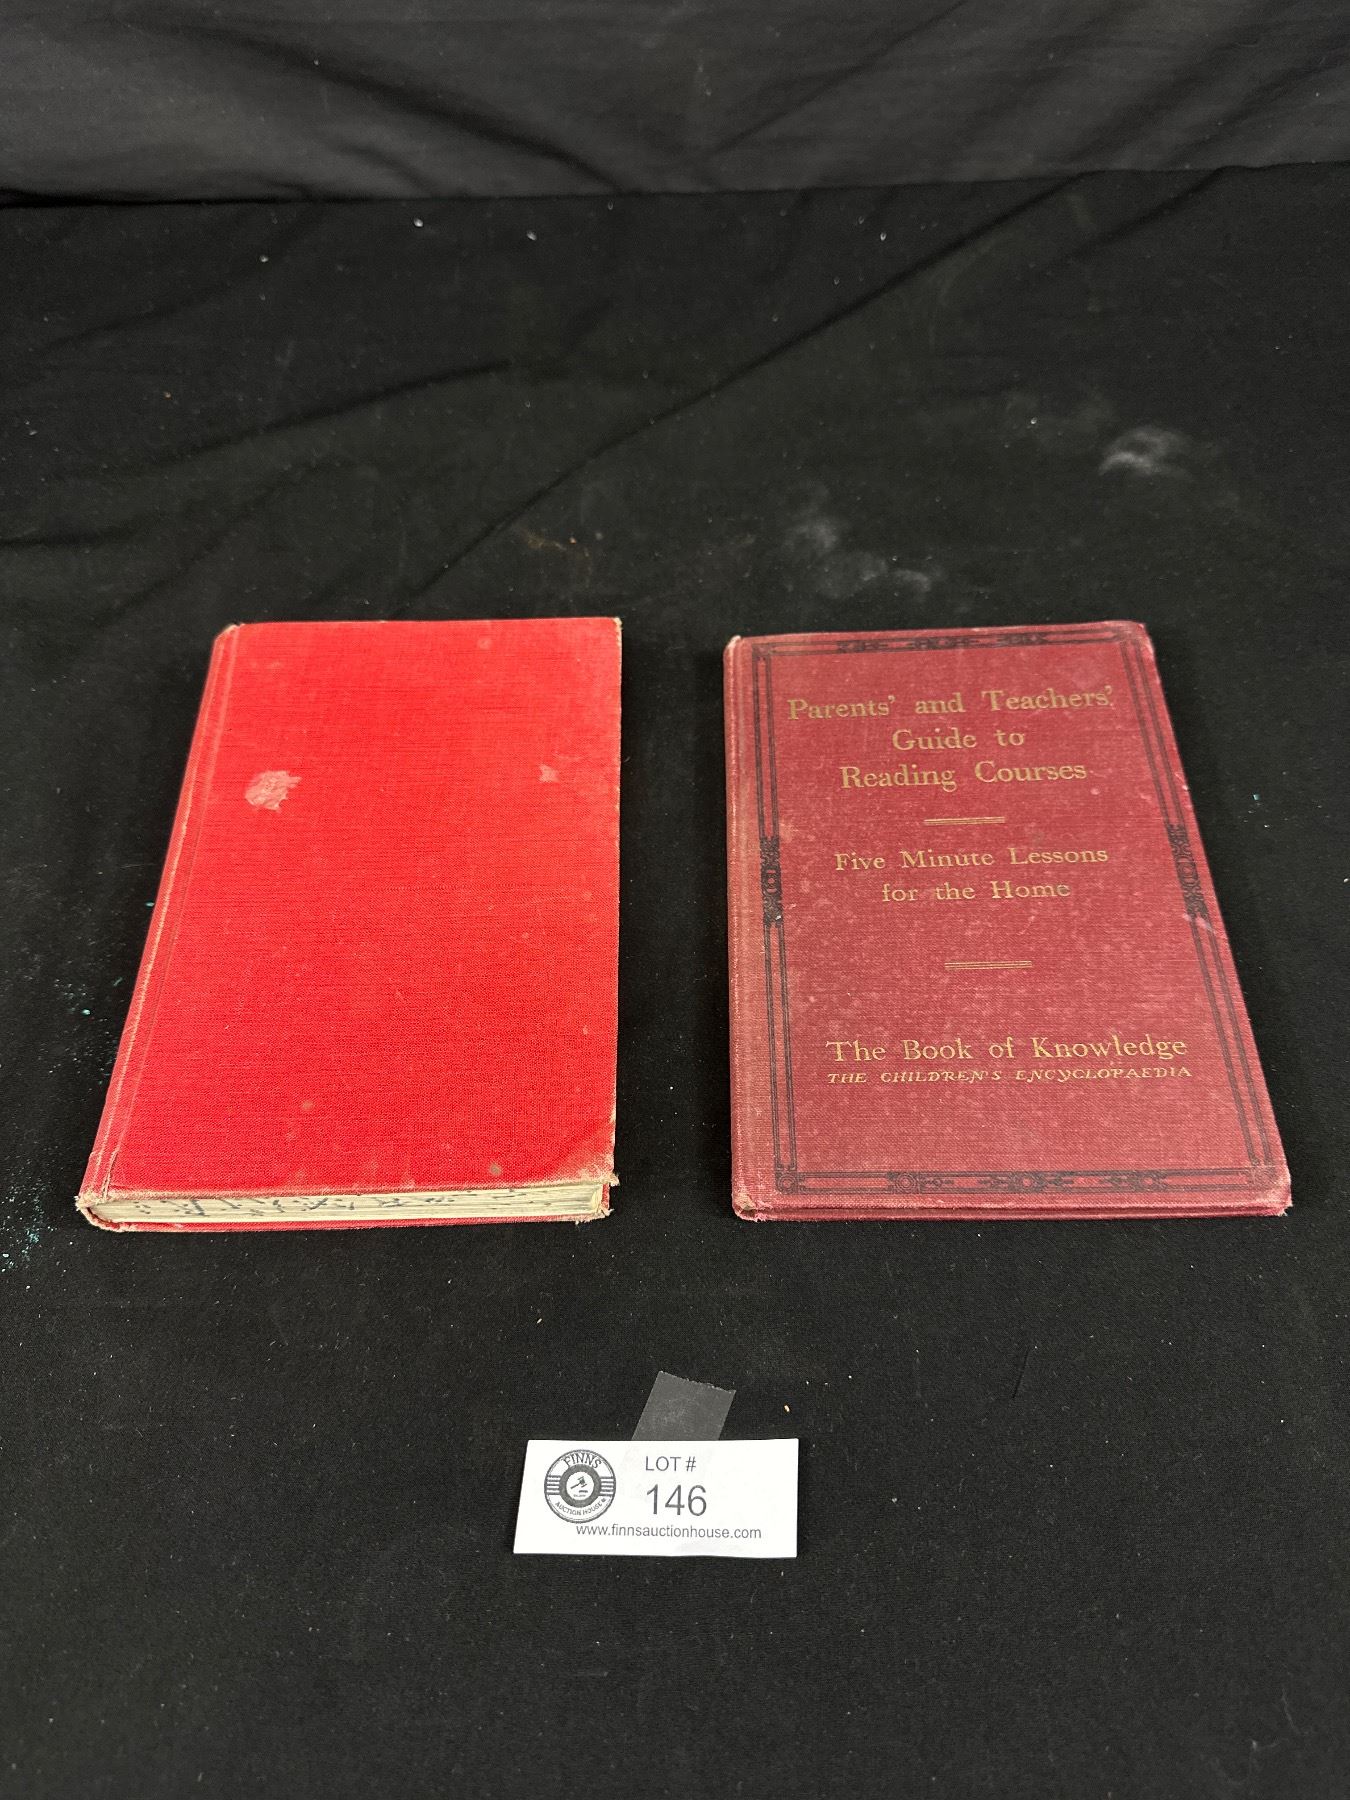 Parents' and Teachers'
Guide to
Reading Courses
Five Minute Lessons
for the Home
The Book of Knowledge
THE CHILDREN'S ENCYCLOPAEDIA
FINNS
AUCTION HOUSE
LOT #
146
www.finnsauctionhouse.com